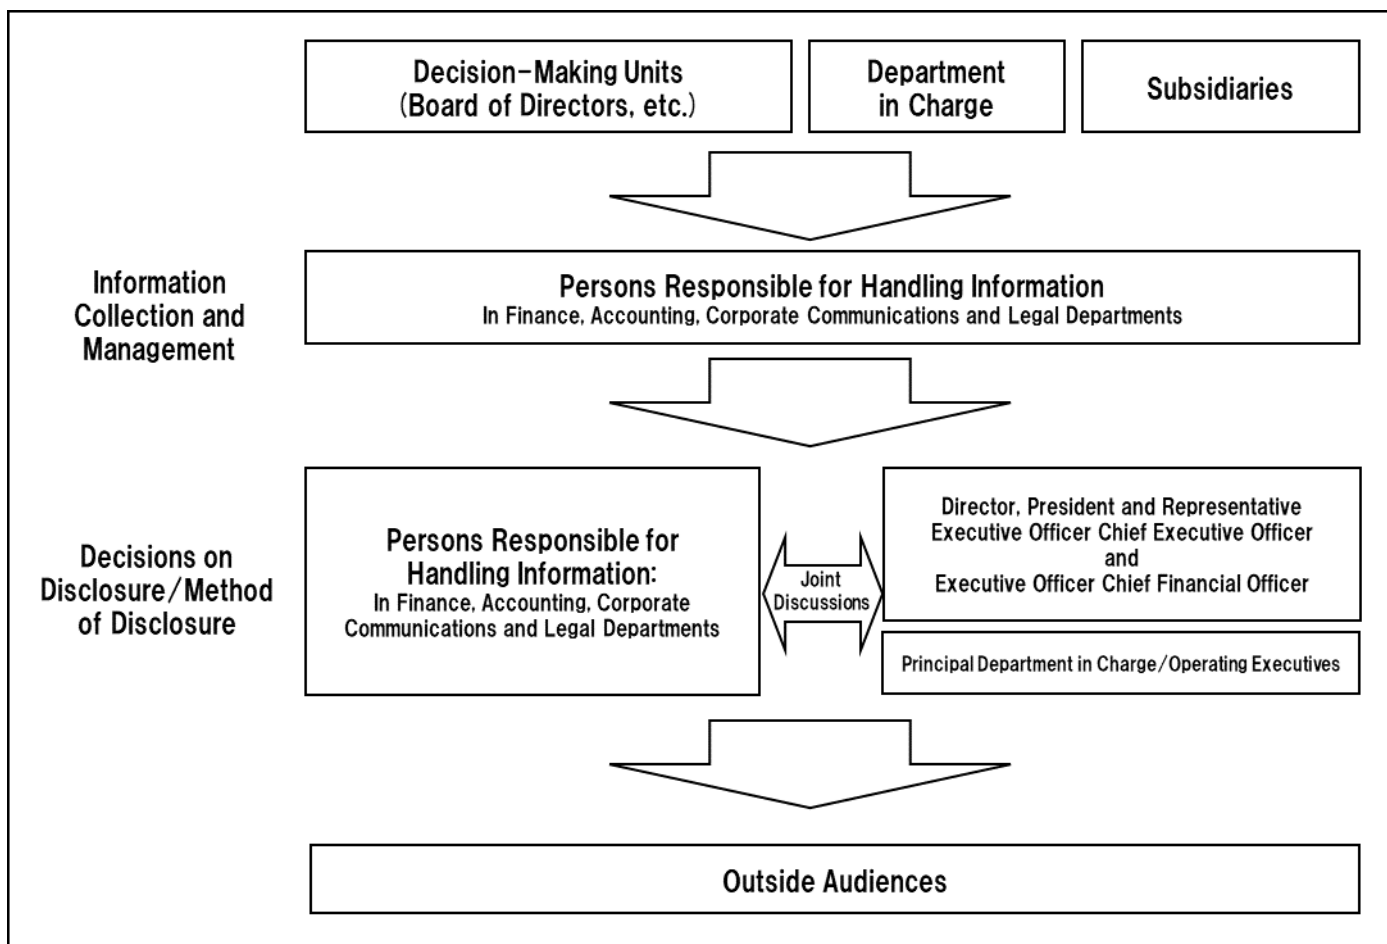 Decision-Making Units
(Board of Directors, etc.)
Department
in Charge
Subsidiaries
Information
Collection and
Management
Persons Responsible for Handling Information
In Finance, Accounting, Corporate Communications and Legal Departments
Decisions on
Disclosure/Method
of Disclosure
Persons Responsible for
Handling Information:
In Finance, Accounting, Corporate
Communications and Legal Departments
Joint
Discussions
Director, President and Representative
Executive Officer Chief Executive Officer
and
Executive Officer Chief Financial Officer
Principal Department in Charge/Operating Executives
Outside Audiences